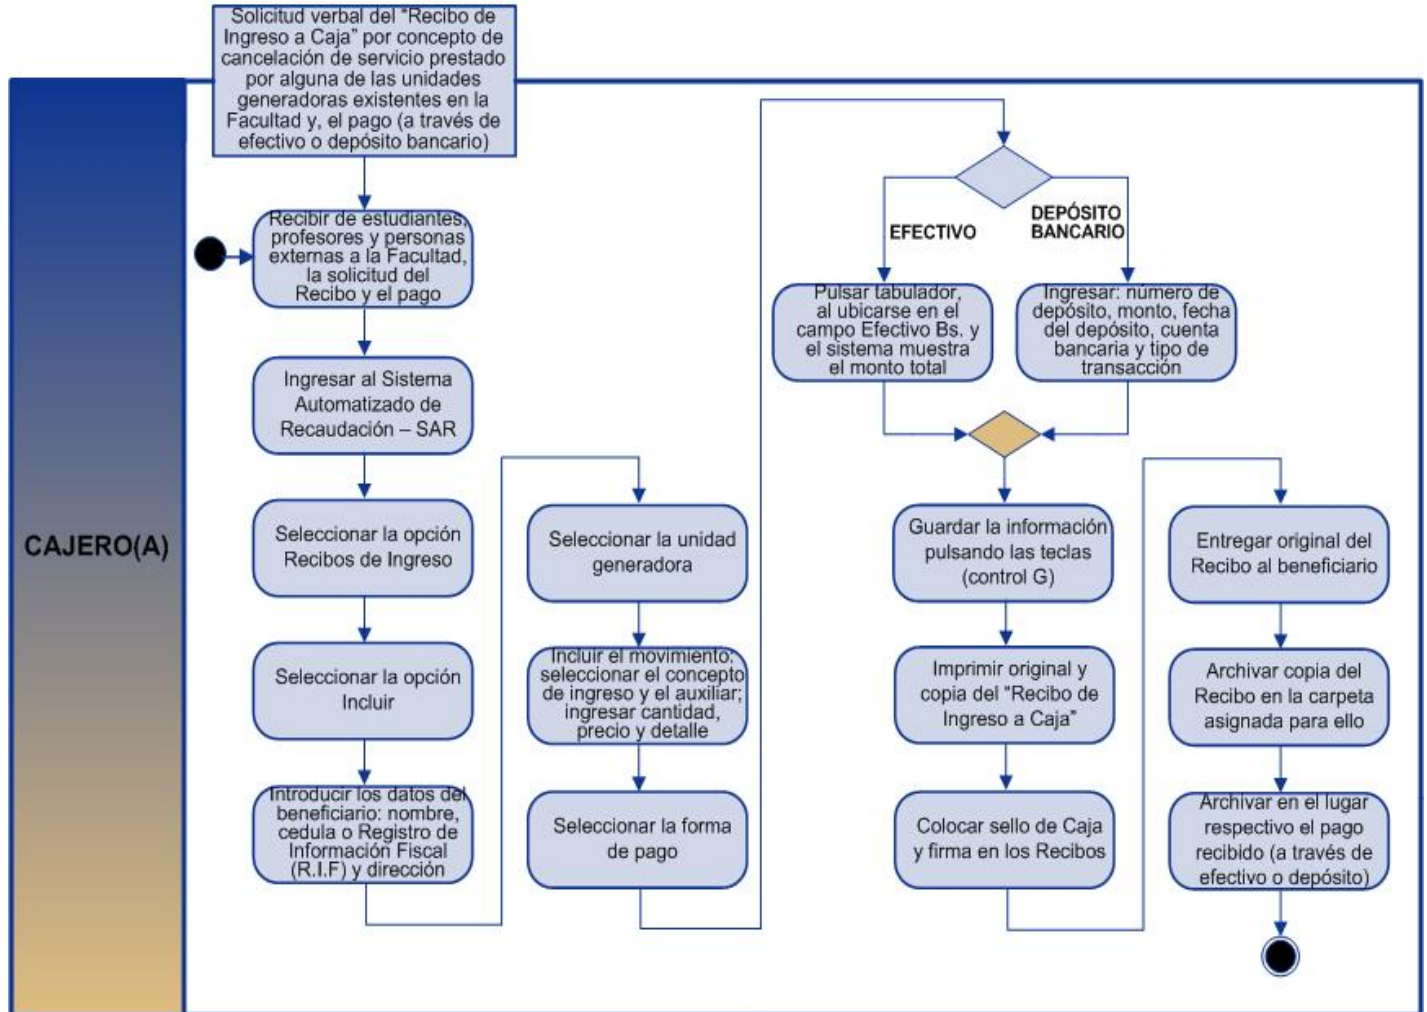 Solicitud verbal del “Recibo de
Ingreso a Caja” por concepto de
cancelación de servicio prestado
por alguna de las unidades
generadoras existentes en la
Facultad y, el pago (a través de
efectivo o depósito bancario)
CAJERO(A)
Recibir de estudiantes,
profesores y personas
externas a la Facultad,
la solicitud del
Recibo y el pago
Ingresar al Sistema
Automatizado de
Recaudación – SAR
Seleccionar la opción
Recibos de Ingreso
Seleccionar la opción
Incluir
Introducir los datos del
beneficiario: nombre,
cedula o Registro de
Información Fiscal
(R.I.F) y dirección
Seleccionar la unidad
generadora
Incluir el movimiento:
seleccionar el concepto
de ingreso y el auxiliar;
ingresar cantidad,
precio y detalle
Seleccionar la forma
de pago
EFECTIVO
DEPÓSITO
BANCARIO
Pulsar tabulador,
al ubicarse en el
campo Efectivo Bs. y
el sistema muestra
el monto total
Ingresar: número de
depósito, monto, fecha
del depósito, cuenta
bancaria y tipo de
transacción
Guardar la información
pulsando las teclas
(control G)
Imprimir original y
copia del “Recibo de
Ingreso a Caja”
Colocar sello de Caja
y firma en los Recibos
Entregar original del
Recibo al beneficiario
Archivar copia del
Recibo en la carpeta
asignada para ello
Archivar en el lugar
respectivo el pago
recibido (a través de
efectivo o depósito)